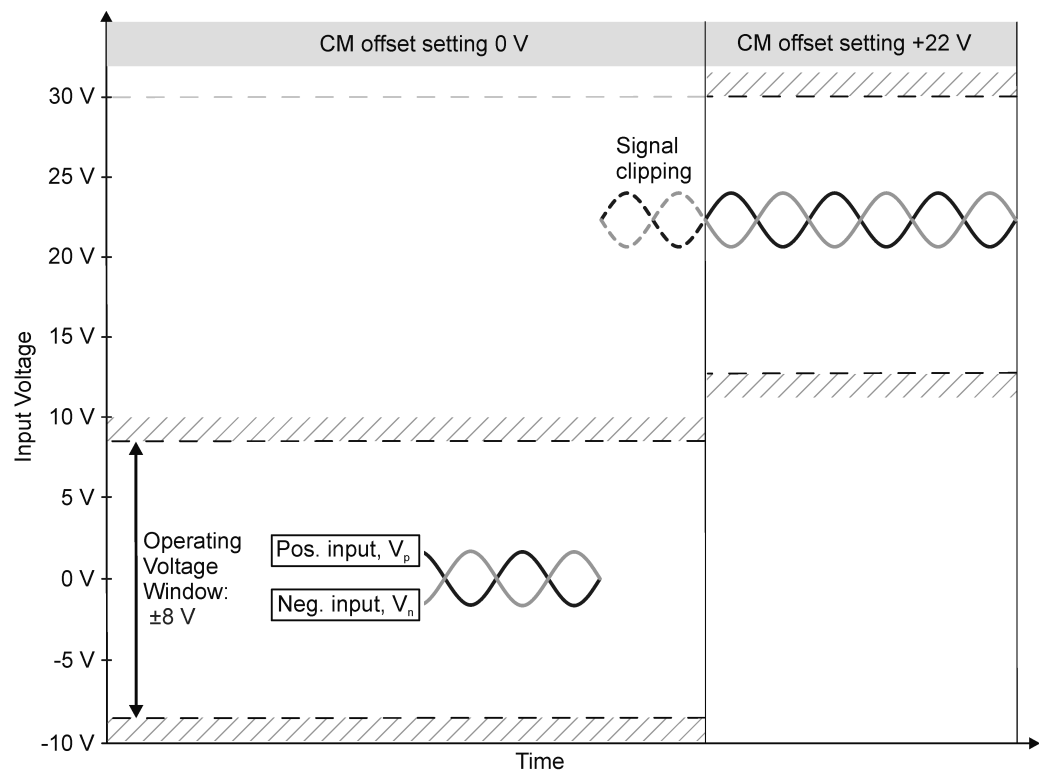 CM offset setting 0 V
CM offset setting +22 V
30 V
25 V
20 V
15 V
10 V
5 V
0 V
-5 V
-10 V
Input Voltage
Signal
clipping
Operating
Voltage
Window:
±8 V
Pos. input, Vp
Neg. input, Vn
Time